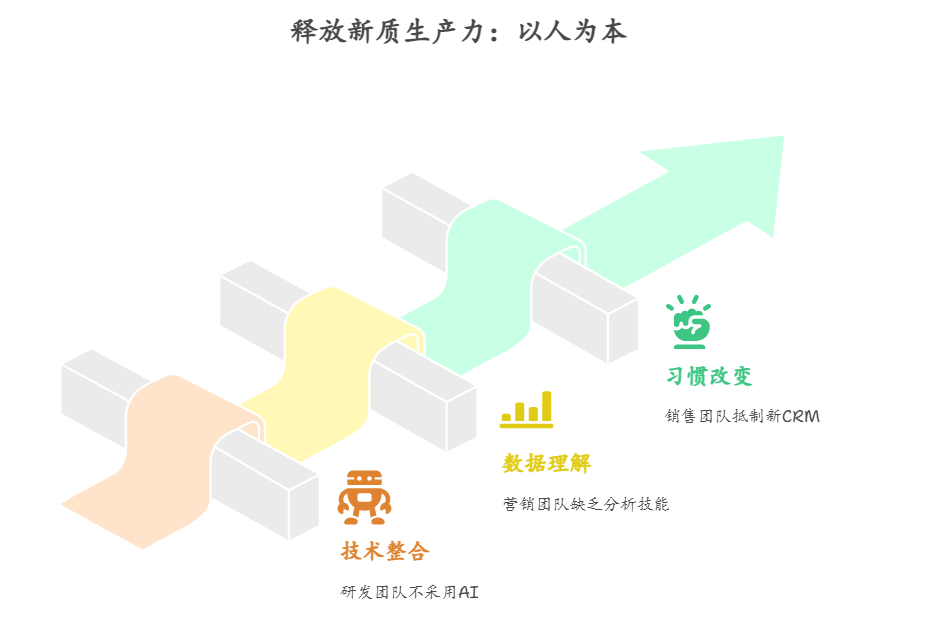 释放新质生产力：以人为本
习惯改变
销售团队抵制新CRM
数据理解
营销团队缺乏分析技能
技术整合
研发团队不采用AI